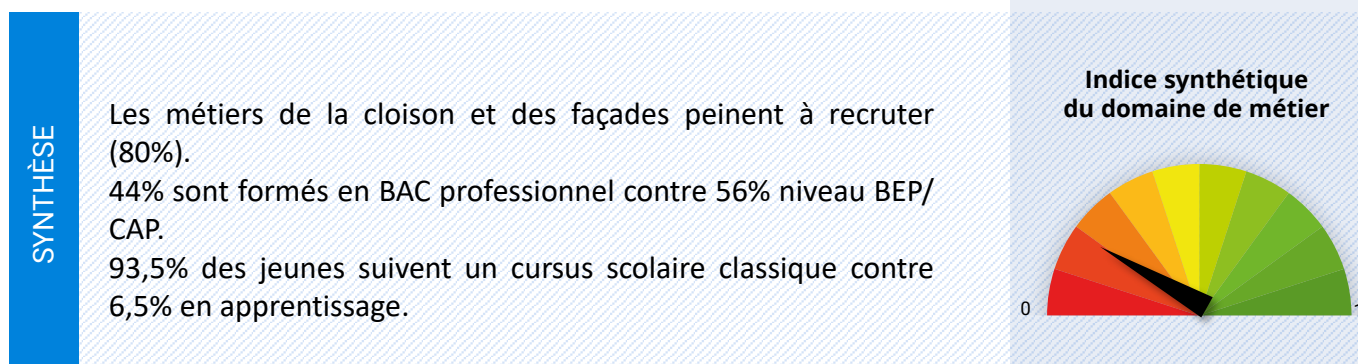 SYNTHÈSE
Les métiers de la cloison et des façades peinent à recruter
(80%).
44% sont formés en BAC professionnel contre 56% niveau BEP/
CAP.
93,5% des jeunes suivent un cursus scolaire classique contre
6,5% en apprentissage.
Indice synthétique
du domaine de métier
0